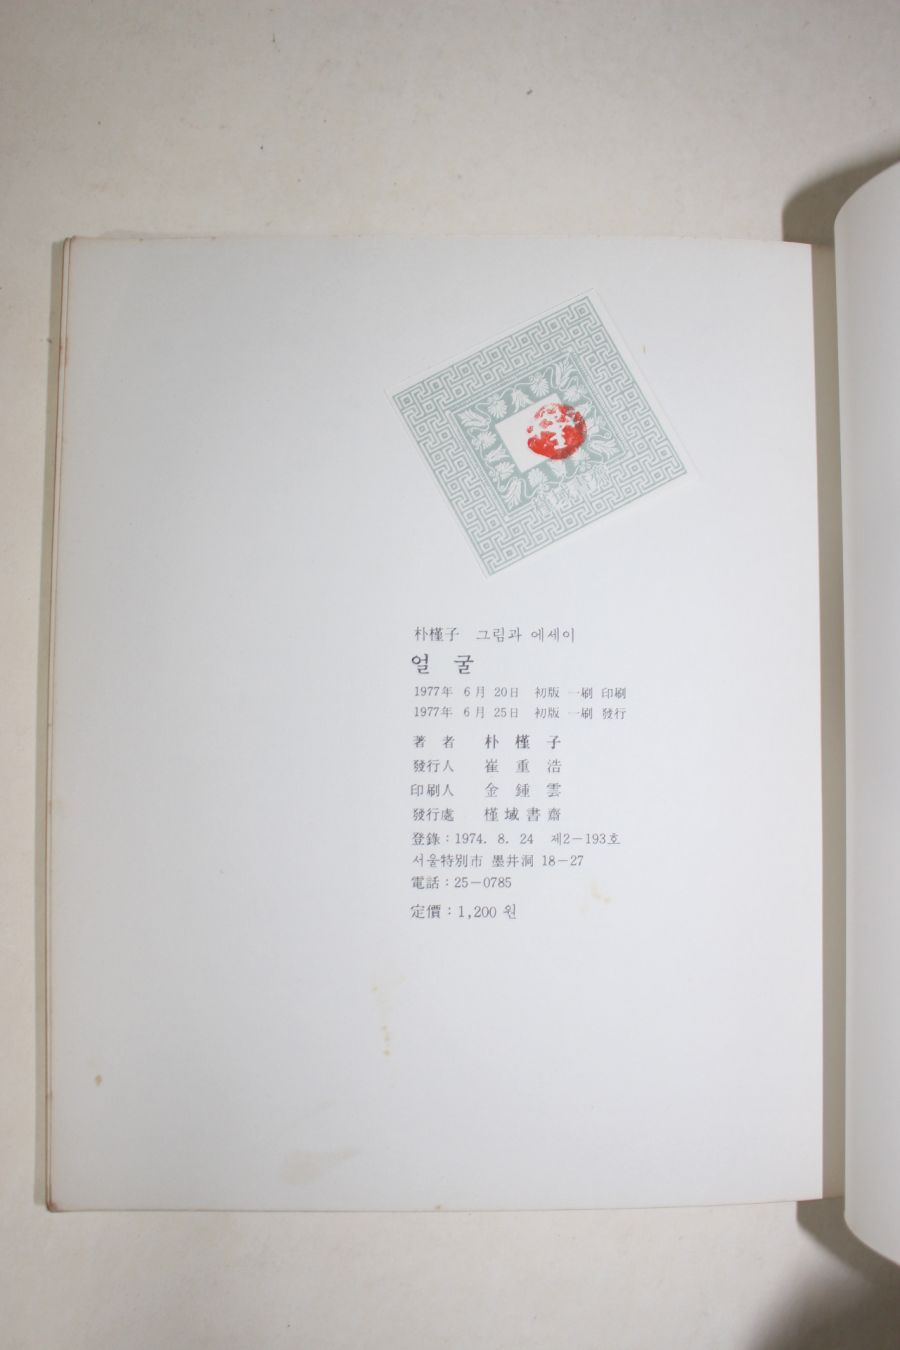 朴槿子 그림과 에세이
얼 굴
1977年 6月 20日 初版 一刷 印刷
1977年 6月 25日 初版 一刷 發行
著 者 朴 槿 子
發行人 崔 重 浩
印刷人 金 鍾 雲
發行處 槿域書齋
登錄：1974. 8. 24 제2－193호
서울特別市 墨井洞 18－27
電話：25－0785
定價：1,200 원